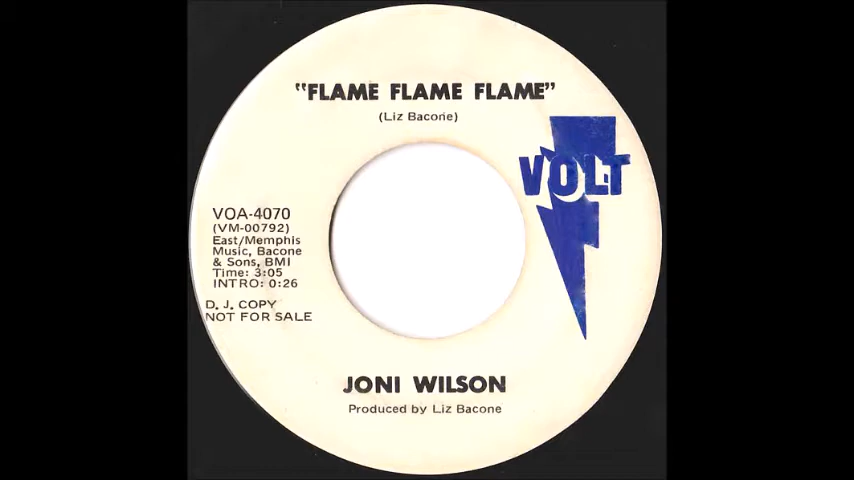 "FLAME FLAME FLAME"
(Liz Bacone)
VOLT
VOA-4070
(VM-00792)
East/Memphis
Music, Bacone
& Sons, BMI
Time: 3:05
INTRO: 0:26
D. J. COPY
NOT FOR SALE
JONI WILSON
Produced by Liz Bacone